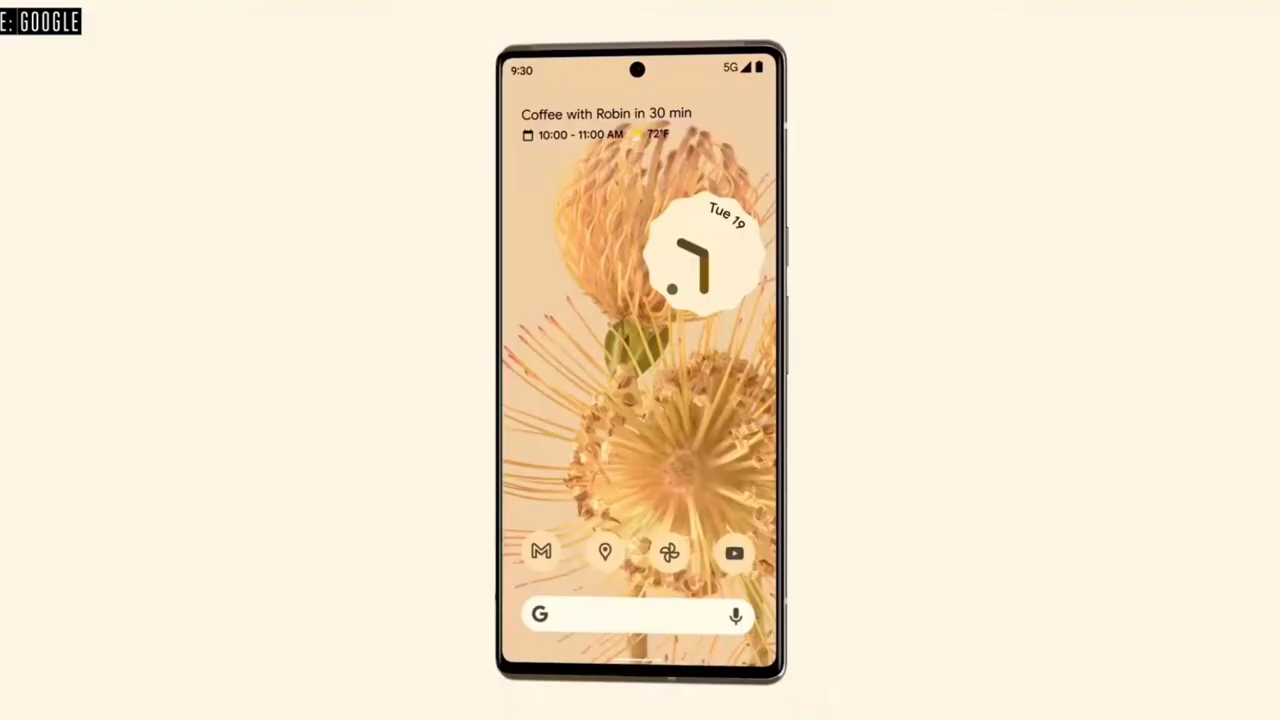 E: GOOGLE
9:30
5G
Coffee with Robin in 30 min
10:00 - 11:00 AM 72°F
Tue 19
G